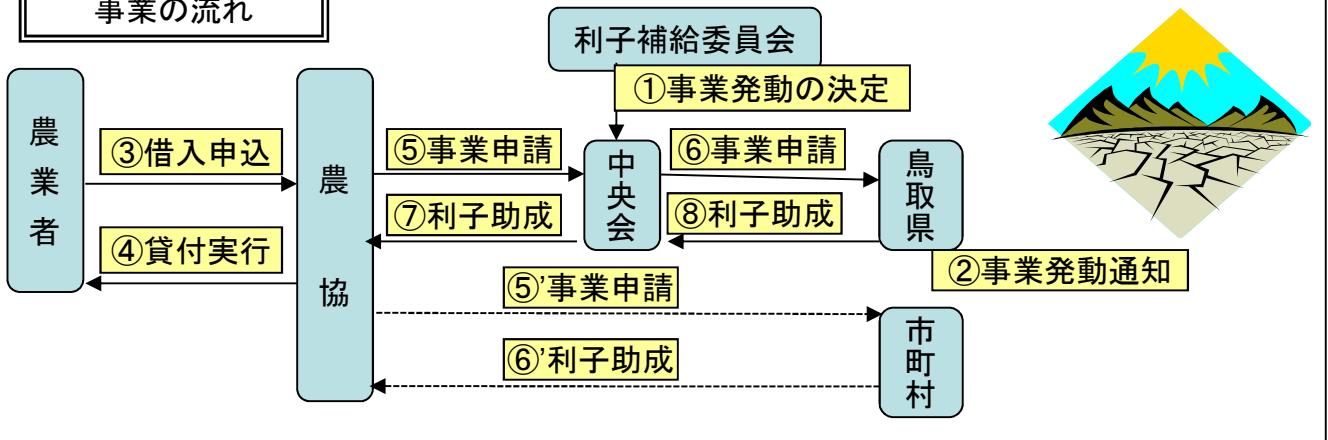 事業の流れ
利子補給委員会
①事業発動の決定
農業者
③借入申込
農協
⑤事業申請
中央会
⑥事業申請
鳥取県
⑦利子助成
⑧利子助成
④貸付実行
②事業発動通知
⑤’事業申請
市町村
⑥’利子助成